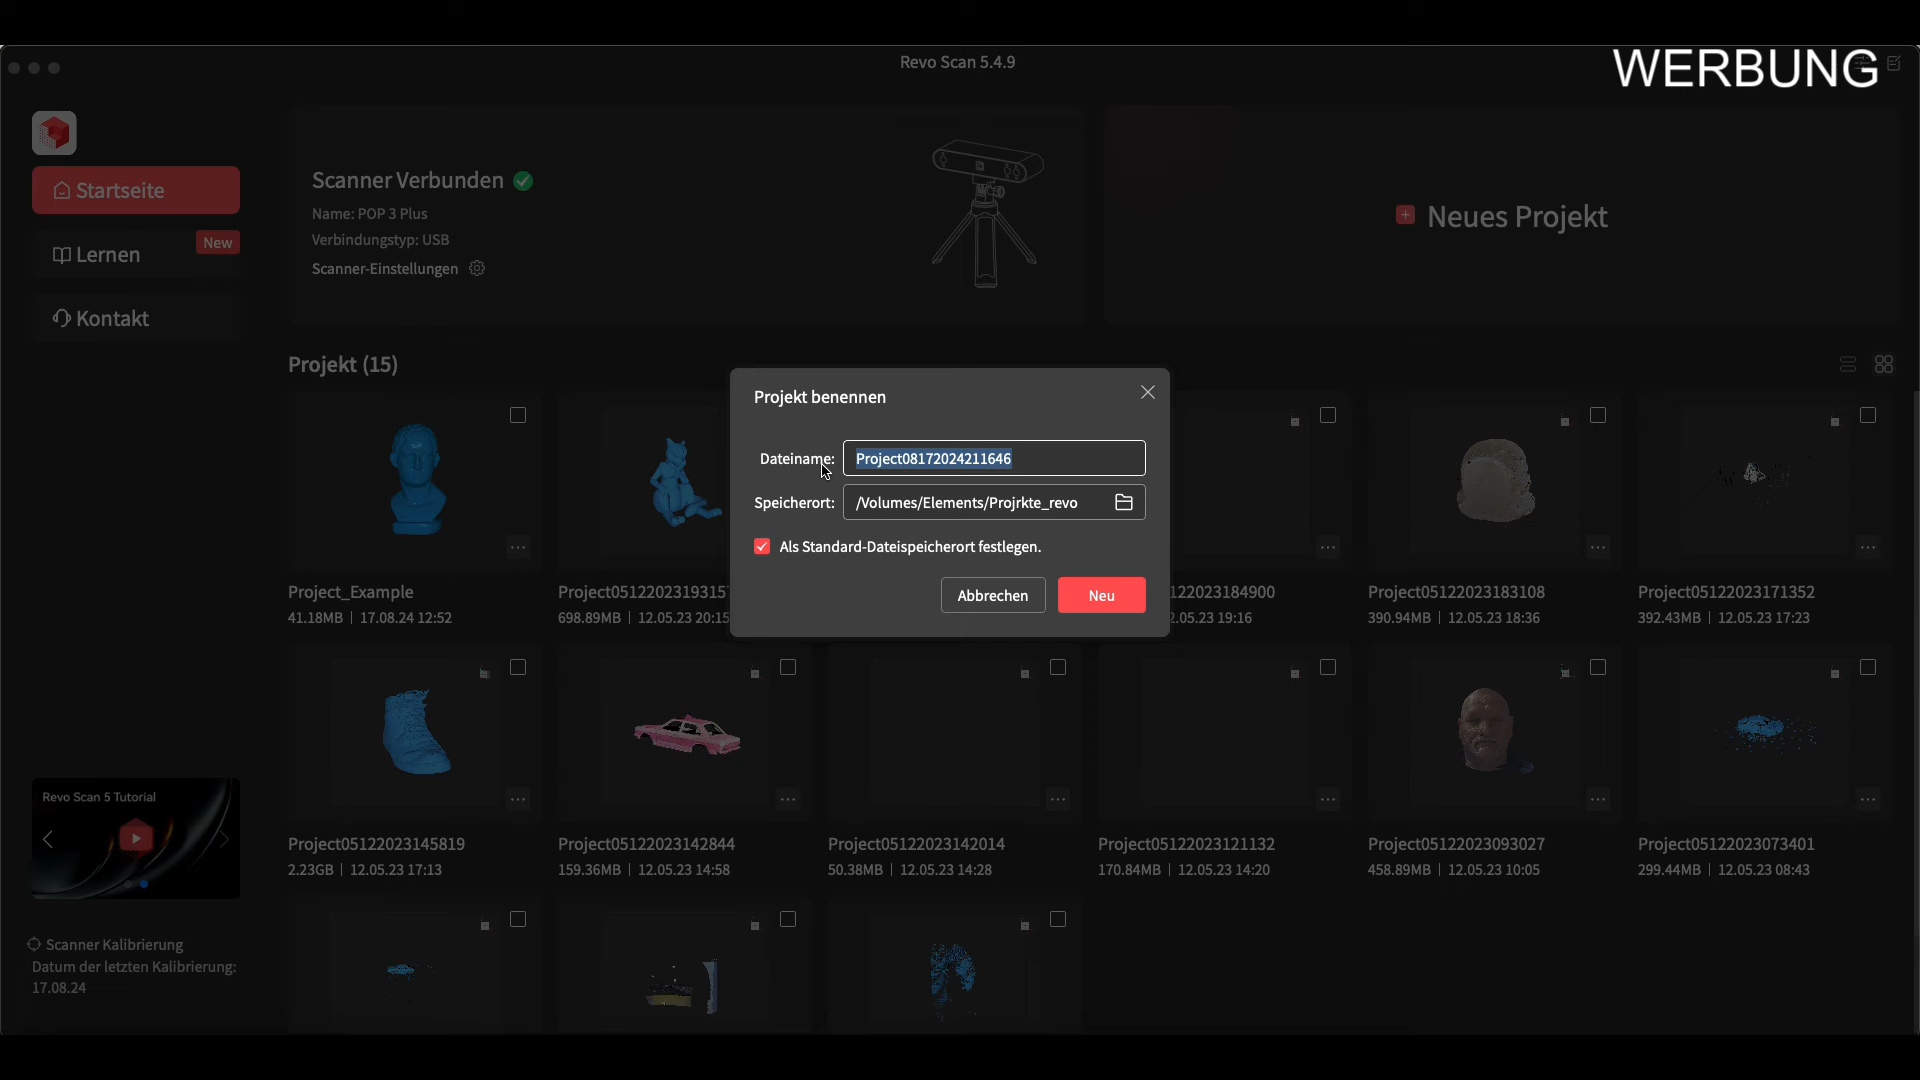 Revo Scan 5.4.9
WERBUNG
Startseite
Lernen
New
Kontakt
Scanner Verbunden
Name: POP 3 Plus
Verbindungstyp: USB
Scanner-Einstellungen
Neues Projekt
Projekt (15)
Projekt benennen
Dateiname:
Project08172024211646
Speicherort:
/Volumes/Elements/Projrkte_revo
Als Standard-Dateispeicherort festlegen.
Abbrechen
Neu
Project_Example
41.18MB | 17.08.24 12:52
Project05122023193157
698.89MB | 12.05.23 20:15
122023184900
.05.23 19:16
Project05122023183108
390.94MB | 12.05.23 18:36
Project05122023171352
392.43MB | 12.05.23 17:23
Project05122023145819
2.23GB | 12.05.23 17:13
Project05122023142844
159.36MB | 12.05.23 14:58
Project05122023142014
50.38MB | 12.05.23 14:28
Project05122023121132
170.84MB | 12.05.23 14:20
Project05122023093027
458.89MB | 12.05.23 10:05
Project05122023073401
299.44MB | 12.05.23 08:43
Revo Scan 5 Tutorial
Scanner Kalibrierung
Datum der letzten Kalibrierung:
17.08.24